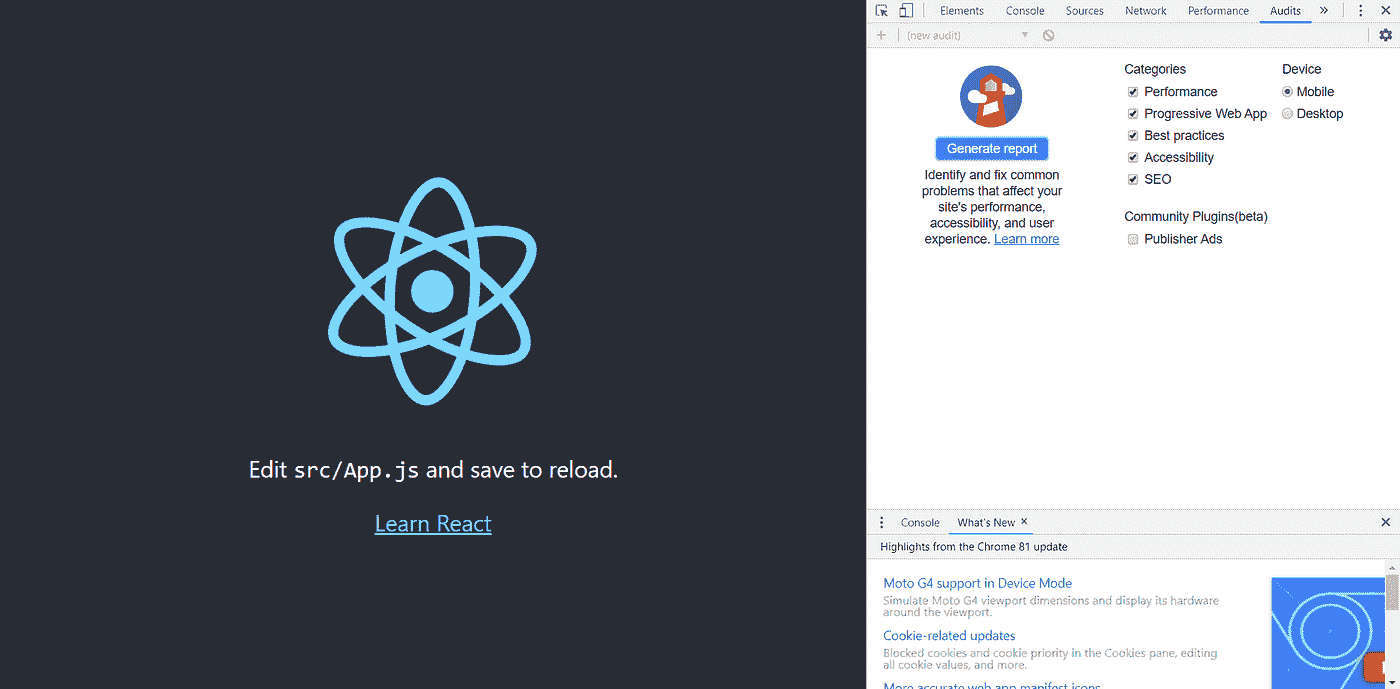 Edit src/App.js and save to reload.
Learn React
Elements Console Sources Network Performance Audits
(new audit)
Generate report
Identify and fix common
problems that affect your
site's performance,
accessibility, and user
experience. Learn more
Categories
Performance
Progressive Web App
Best practices
Accessibility
SEO
Community Plugins(beta)
Publisher Ads
Device
Mobile
Desktop
Console What's New
Highlights from the Chrome 81 update
Moto G4 support in Device Mode
Simulate Moto G4 viewport dimensions and display its hardware
around the viewport.
Cookie-related updates
Blocked cookies and cookie priority in the Cookies pane, editing
all cookie values, and more.
More accurate web app manifest icons